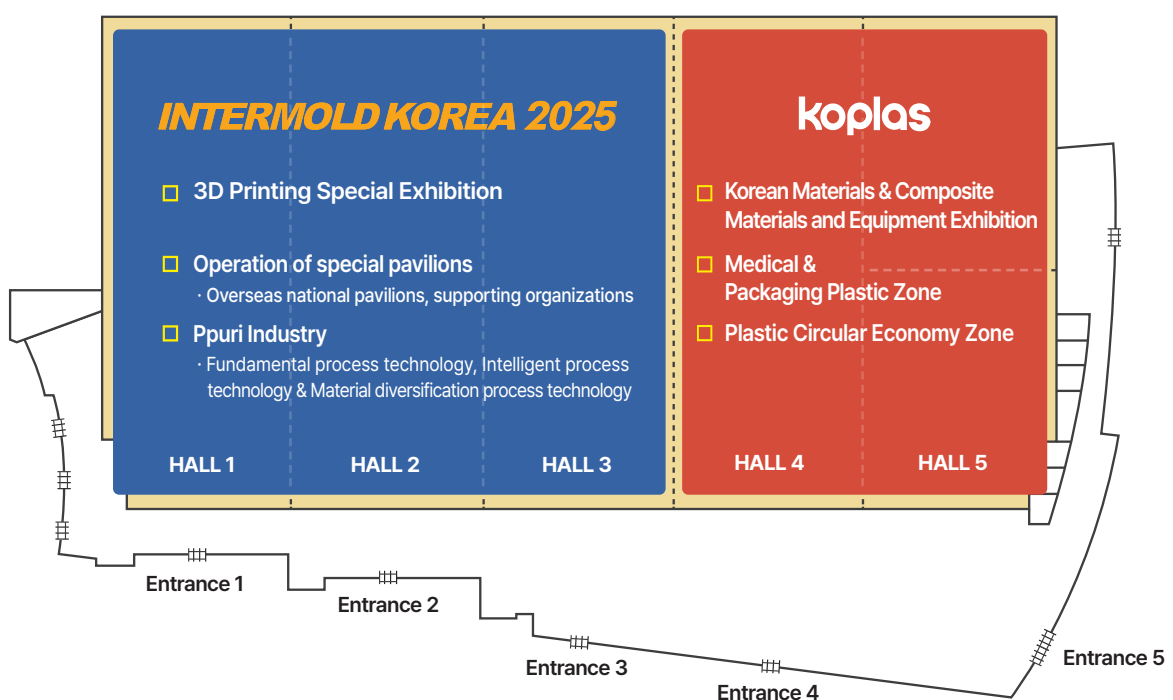 INTERMOLD KOREA 2025
3D Printing Special Exhibition
Operation of special pavilions
· Overseas national pavilions, supporting organizations
Ppuri Industry
· Fundamental process technology, Intelligent process
technology & Material diversification process technology
HALL 1
HALL 2
HALL 3
koplas
Korean Materials & Composite
Materials and Equipment Exhibition
Medical &
Packaging Plastic Zone
Plastic Circular Economy Zone
HALL 4
HALL 5
Entrance 1
Entrance 2
Entrance 3
Entrance 4
Entrance 5